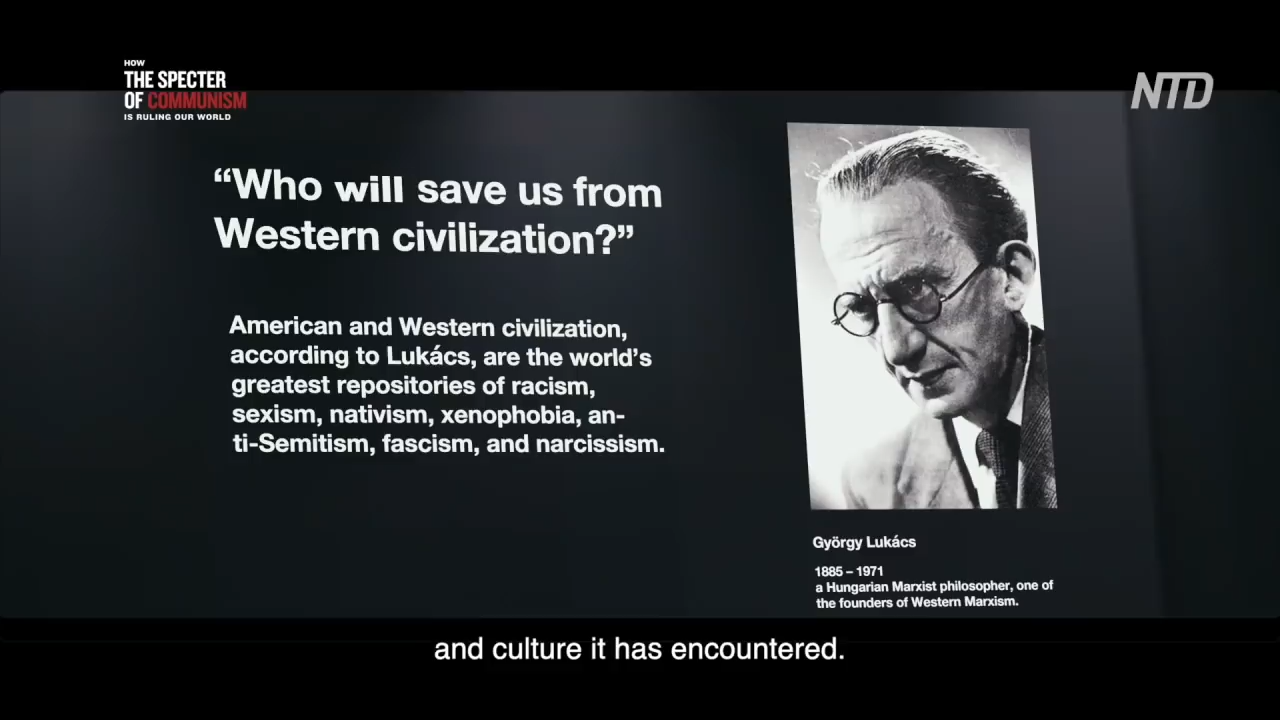 HOW
THE SPECTER
OF COMMUNISM
IS RULING OUR WORLD
NTD
“Who will save us from
Western civilization?”
American and Western civilization,
according to Lukács, are the world’s
greatest repositories of racism,
sexism, nativism, xenophobia, an-
ti-Semitism, fascism, and narcissism.
György Lukács
1885 – 1971
a Hungarian Marxist philosopher, one of
the founders of Western Marxism.
and culture it has encountered.